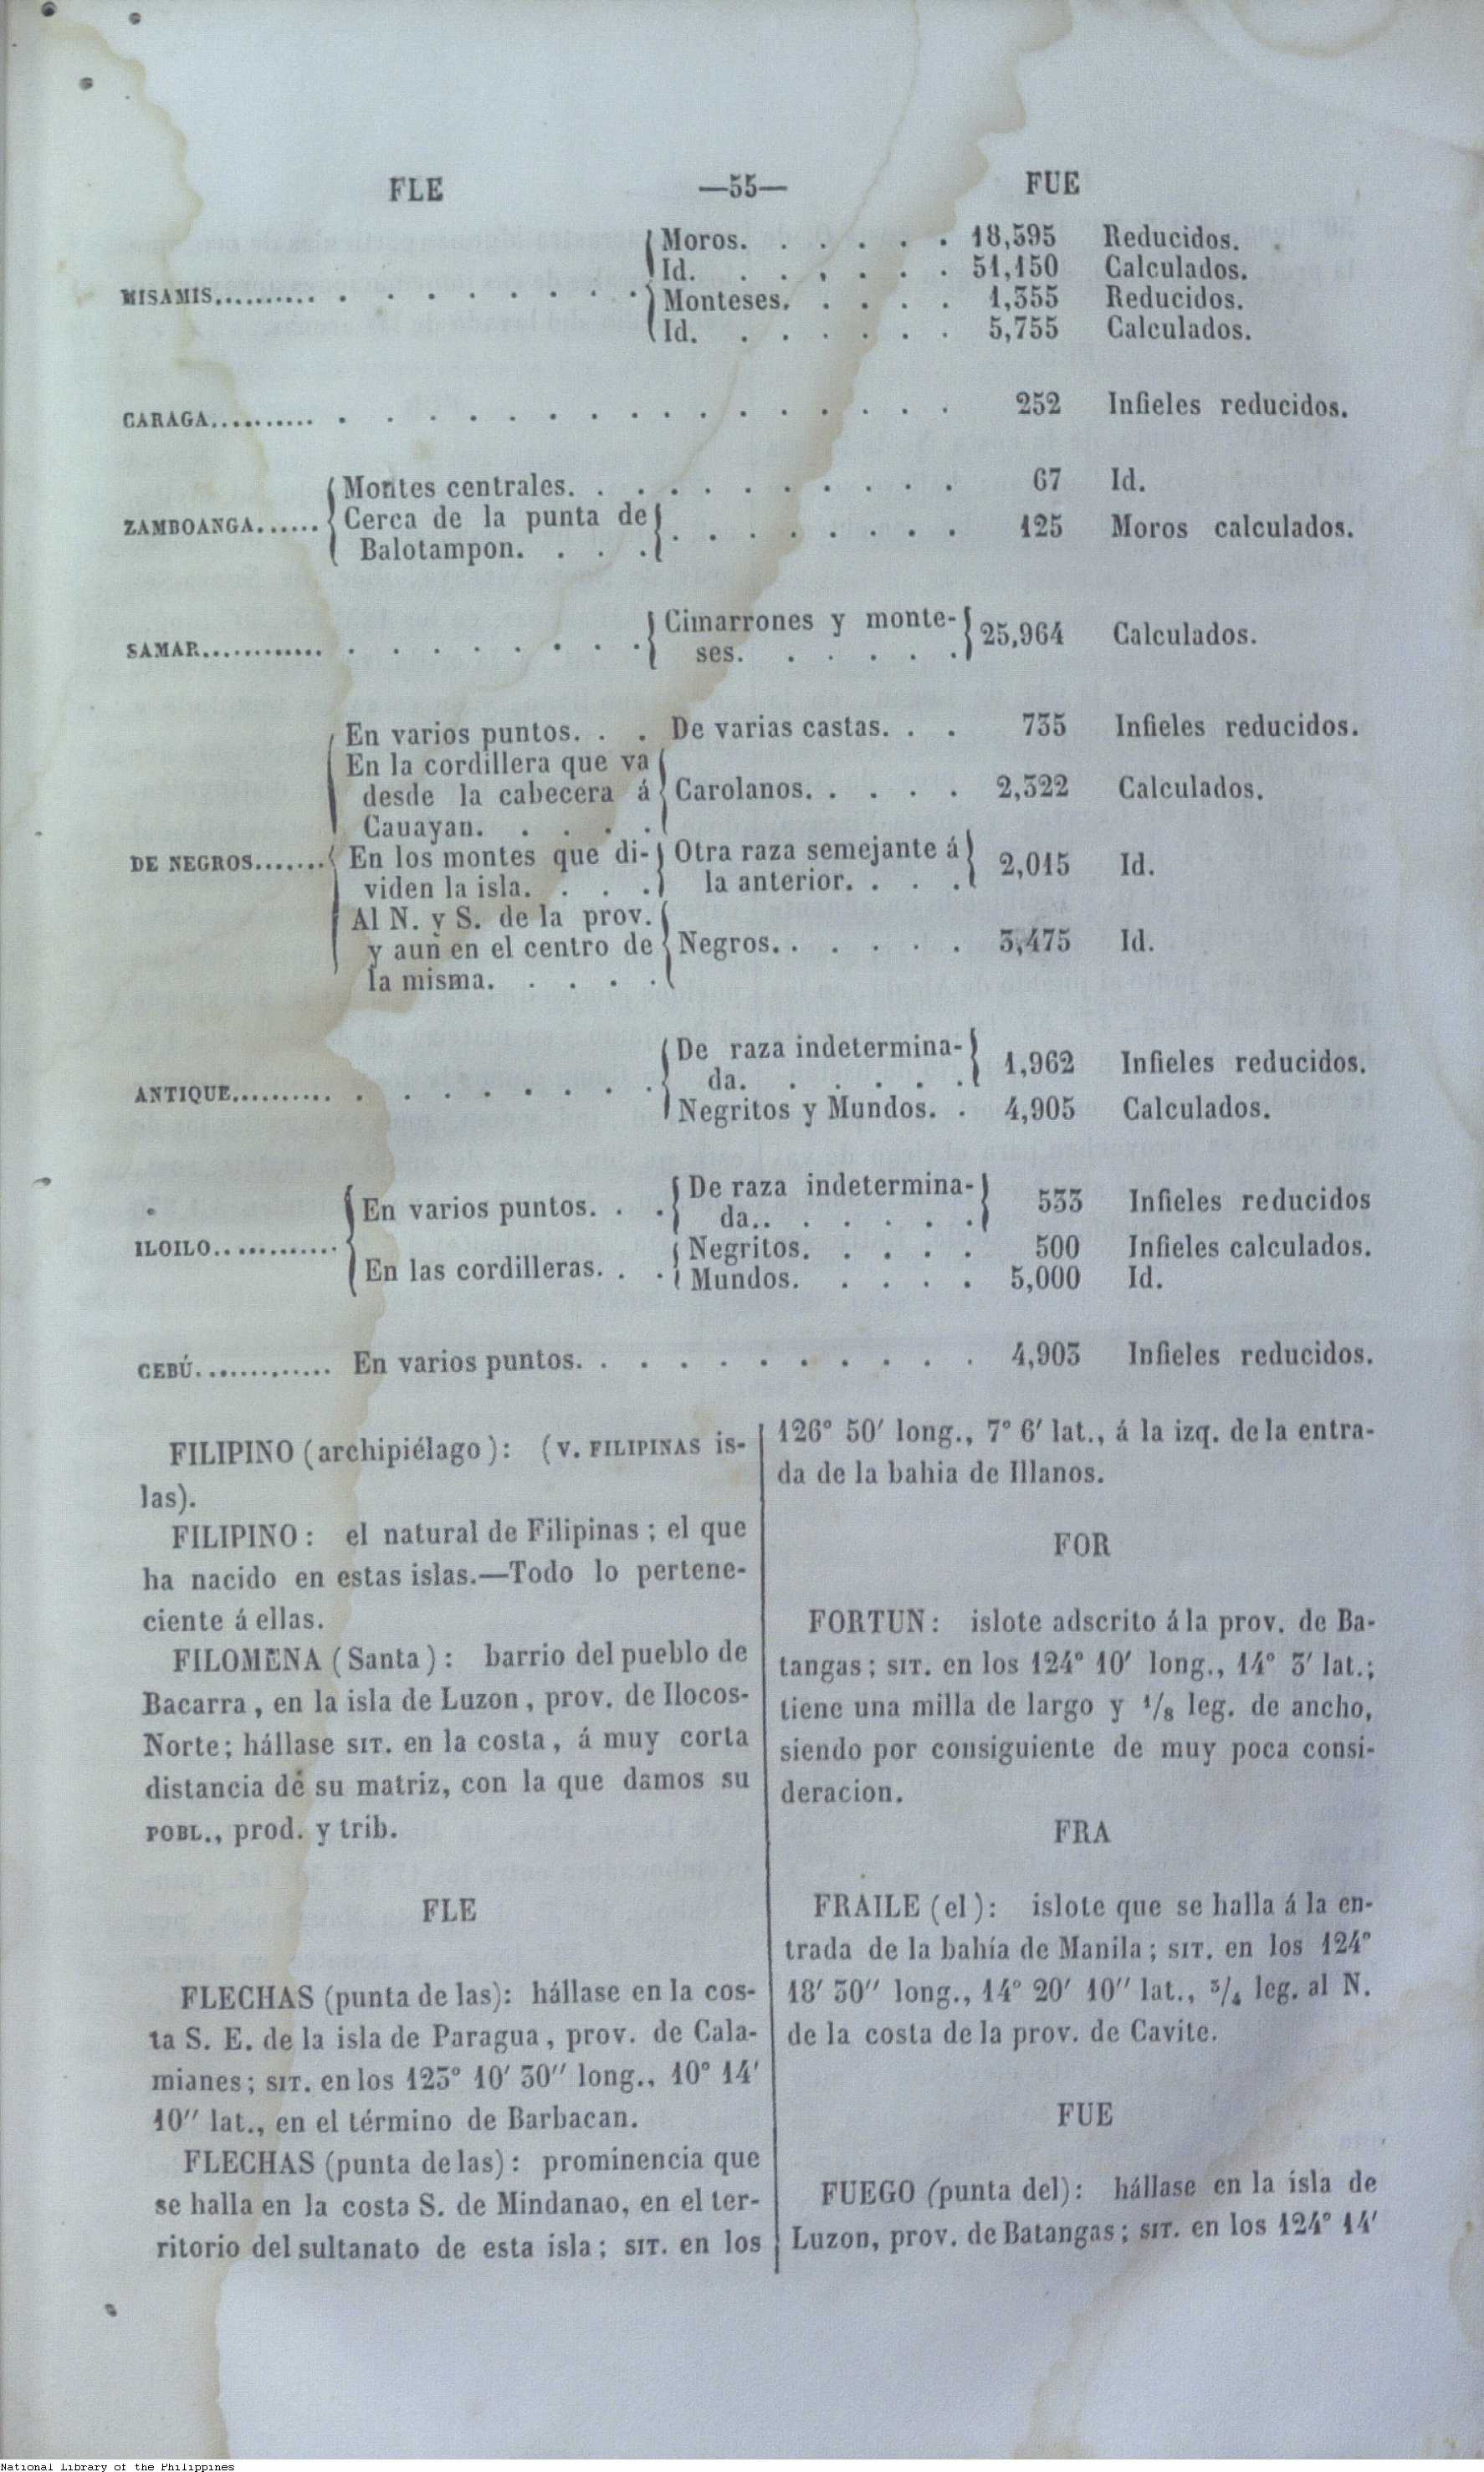 FLE —55— FUE
MISAMIS.......... . . . . . . . . Moros. . . . . . . 18,595 Reducidos.
Id. . . . . . . . 51,150 Calculados.
Monteses. . . . . 1,355 Reducidos.
Id. . . . . . . . 5,755 Calculados.
CARAGA.......... . . . . . . . . . . . . . . . . 252 Infieles reducidos.
ZAMBOANGA...... Montes centrales. . . . . . . . . . . 67 Id.
Cerca de la punta de
Balotampon. . . . . . . . . . . . 125 Moros calculados.
SAMAR............ . . . . . . . . Cimarrones y monte-
ses. . . . . . . 25,964 Calculados.
DE NEGROS....... En varios puntos. . . De varias castas. . . 735 Infieles reducidos.
En la cordillera que va
desde la cabecera á
Cauayan. . . . . Carolanos. . . . . 2,322 Calculados.
En los montes que di-
viden la isla. . . . Otra raza semejante á
la anterior. . . . 2,015 Id.
Al N. y S. de la prov.
y aun en el centro de
la misma. . . . . Negros. . . . . . 3,475 Id.
ANTIQUE.......... . . . . . . . . De raza indetermina-
da. . . . . . . 1,962 Infieles reducidos.
Negritos y Mundos. . 4,905 Calculados.
ILOILO............ En varios puntos. . . De raza indetermina-
da.. . . . . . 533 Infieles reducidos
En las cordilleras. . . Negritos. . . . . 500 Infieles calculados.
Mundos. . . . . 5,000 Id.
CEBÚ............. En varios puntos. . . . . . . . . . . 4,903 Infieles reducidos.
FILIPINO (archipiélago): (V. FILIPINAS is-
las).
FILIPINO: el natural de Filipinas; el que
ha nacido en estas islas.—Todo lo pertene-
ciente á ellas.
FILOMENA (Santa): barrio del pueblo de
Bacarra, en la isla de Luzon, prov. de Ilocos-
Norte; hállase SIT. en la costa, á muy corta
distancia de su matriz, con la que damos su
POBL., prod. y trib.
FLE
FLECHAS (punta de las): hállase en la cos-
ta S. E. de la isla de Paragua, prov. de Cala-
mianes; SIT. en los 123° 10′ 30″ long., 10° 14′
10″ lat., en el término de Barbacan.
FLECHAS (punta de las): prominencia que
se halla en la costa S. de Mindanao, en el ter-
ritorio del sultanato de esta isla; SIT. en los
126° 50′ long., 7° 6′ lat., á la izq. de la entra-
da de la bahia de Illanos.
FOR
FORTUN: islote adscrito á la prov. de Ba-
tangas; SIT. en los 124° 10′ long., 14° 3′ lat.;
tiene una milla de largo y 1/8 leg. de ancho,
siendo por consiguiente de muy poca consi-
deracion.
FRA
FRAILE (el): islote que se halla á la en-
trada de la bahía de Manila; SIT. en los 124°
18′ 30″ long., 14° 20′ 10″ lat., 3/4 leg. al N.
de la costa de la prov. de Cavite.
FUE
FUEGO (punta del): hállase en la isla de
Luzon, prov. de Batangas; SIT. en los 124° 14′
National Library of the Philippines